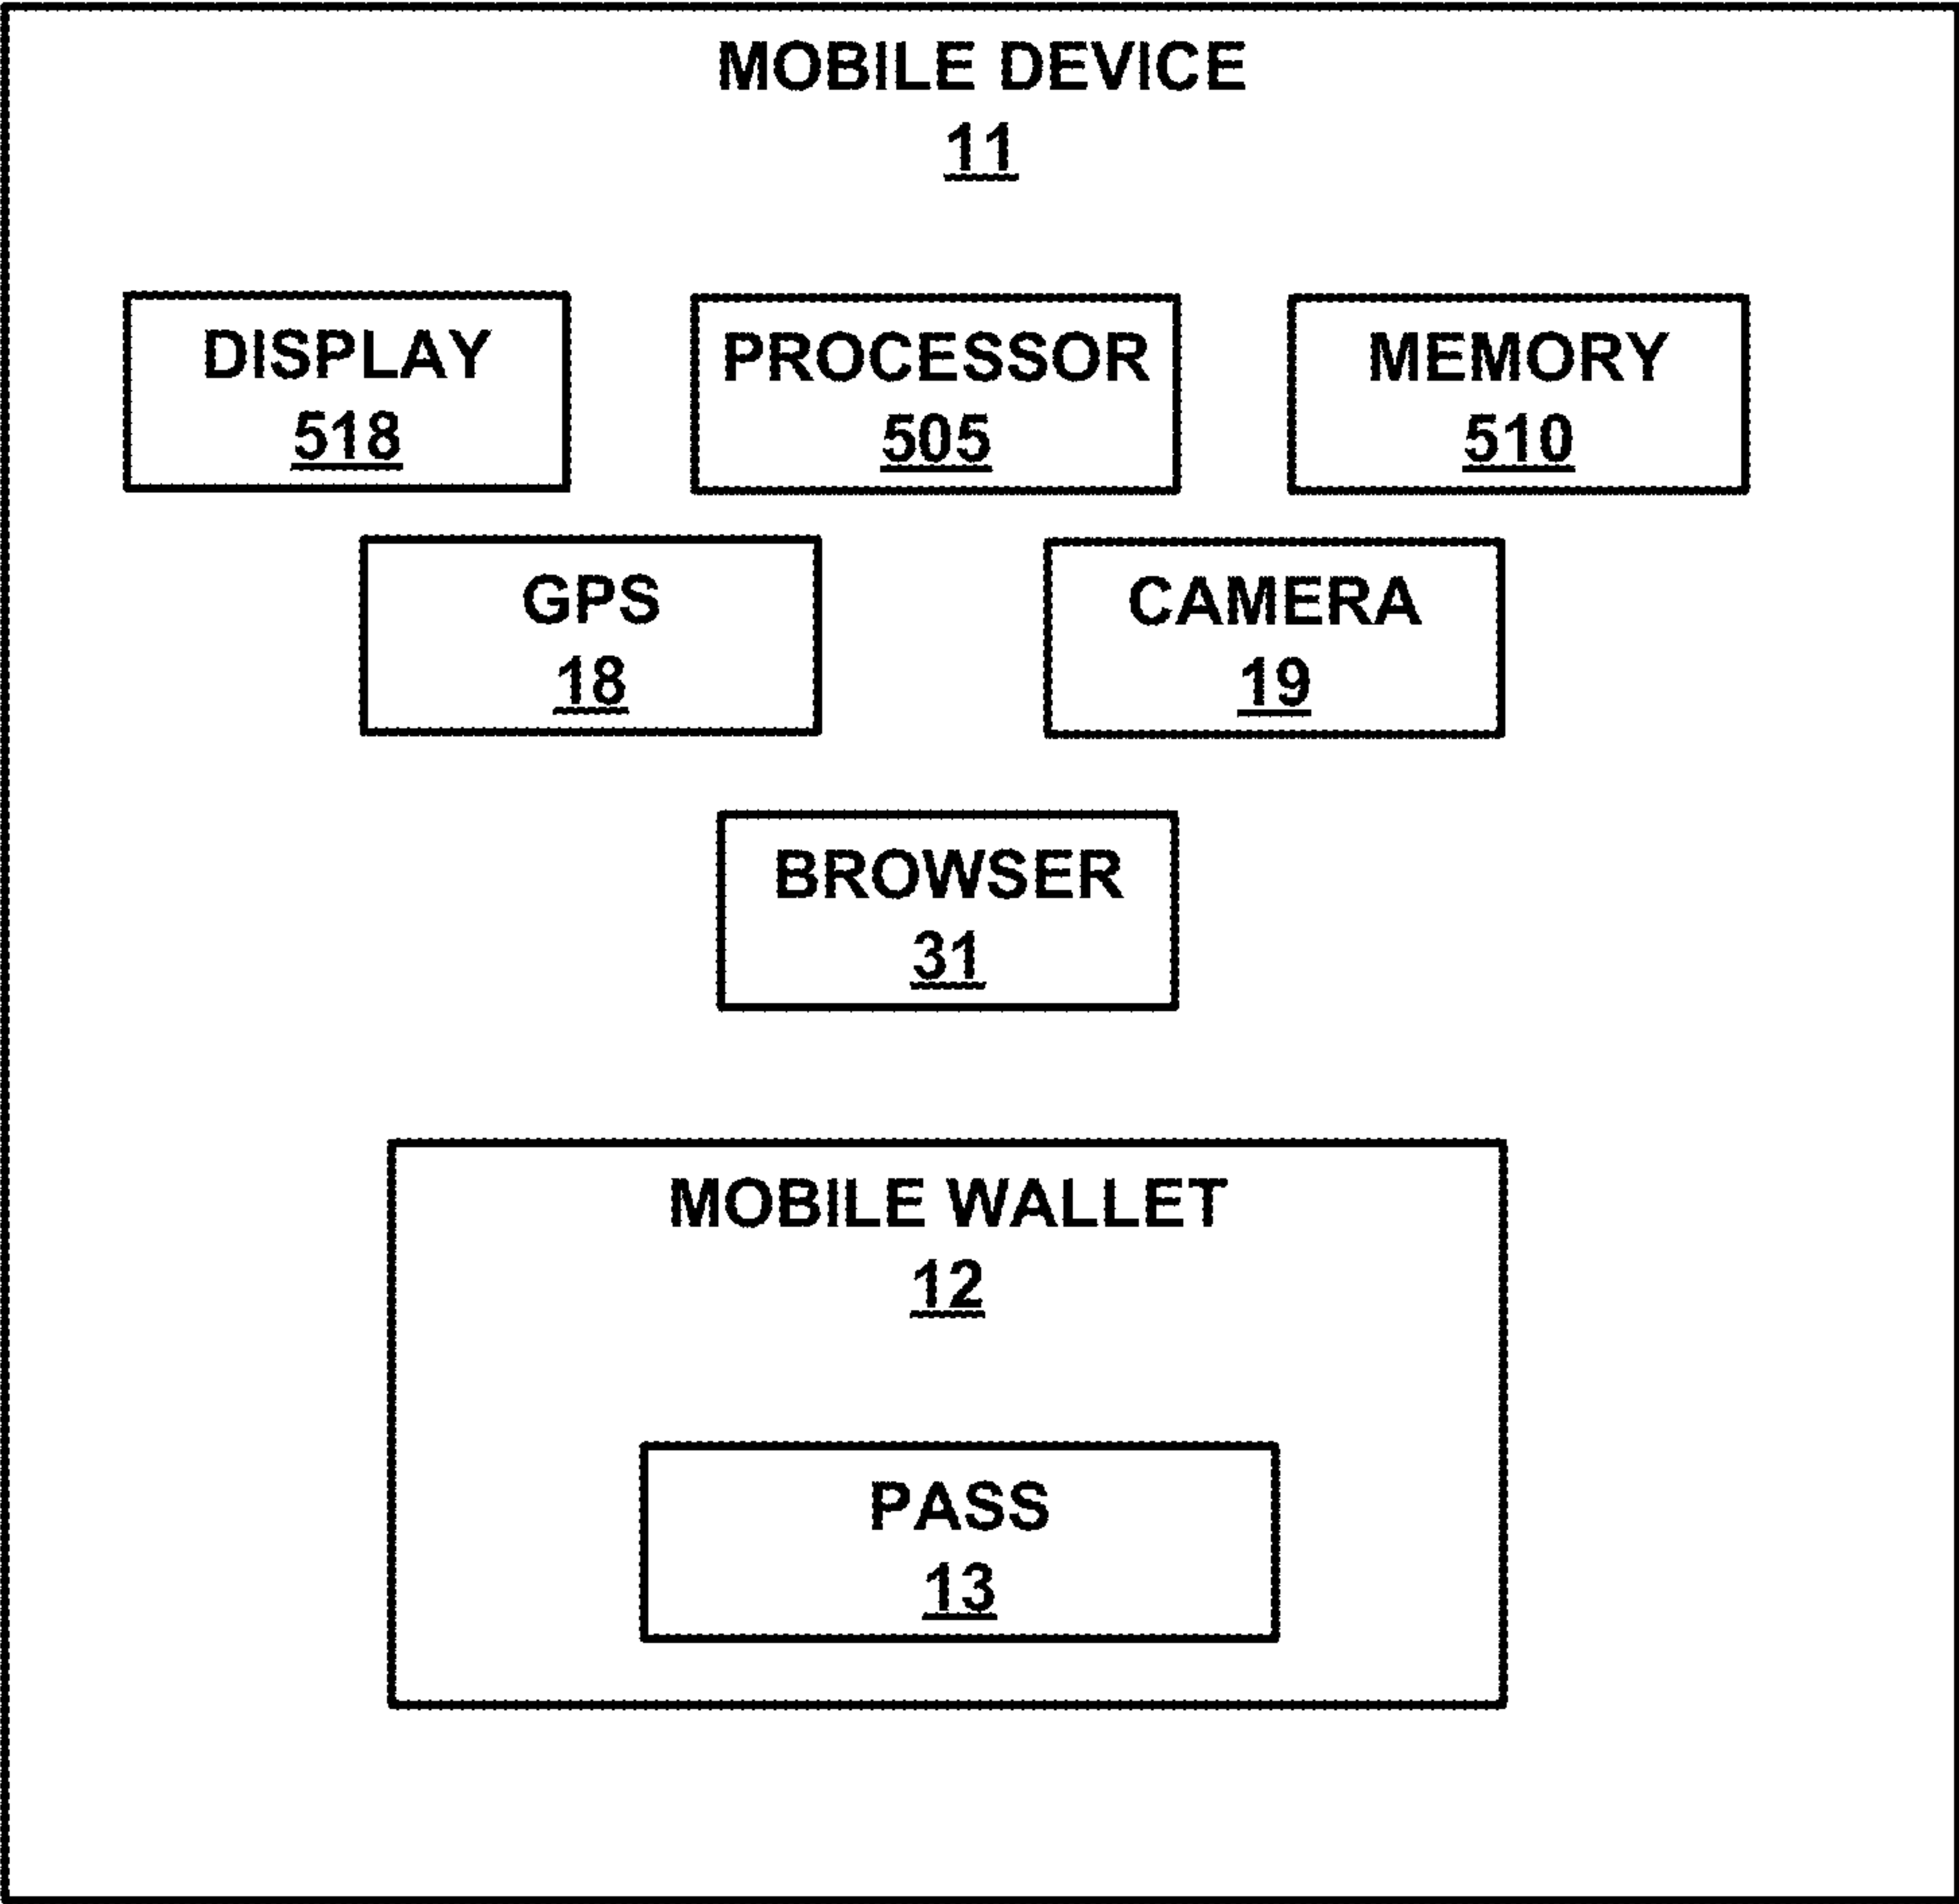 MOBILE DEVICE
11
DISPLAY
518
PROCESSOR
505
MEMORY
510
GPS
18
CAMERA
19
BROWSER
31
MOBILE WALLET
12
PASS
13